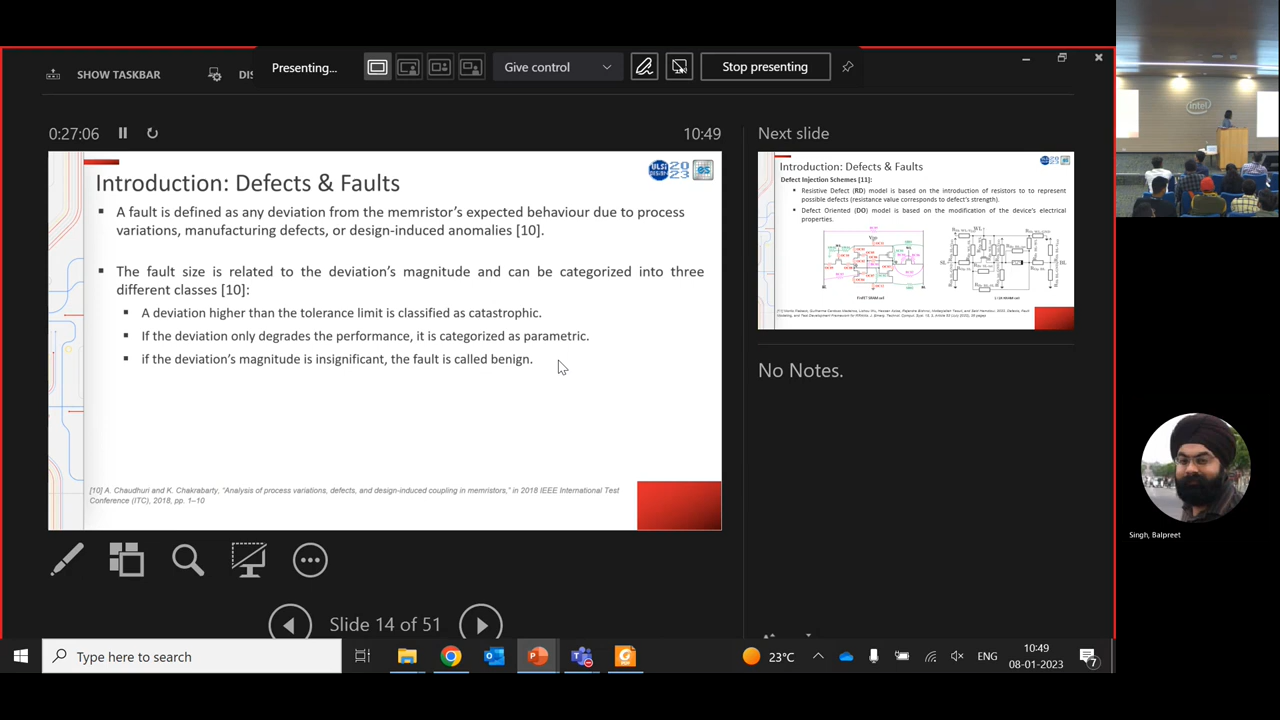 SHOW TASKBAR
DIS
Presenting...
Give control
Stop presenting
0:27:06
10:49
Next slide
VLSI
20
23
Introduction: Defects & Faults
A fault is defined as any deviation from the memristor's expected behaviour due to process
variations, manufacturing defects, or design-induced anomalies [10].
The fault size is related to the deviation's magnitude and can be categorized into three
different classes [10]:
A deviation higher than the tolerance limit is classified as catastrophic.
If the deviation only degrades the performance, it is categorized as parametric.
if the deviation's magnitude is insignificant, the fault is called benign.
[10] A. Chaudhuri and K. Chakrabarty, "Analysis of process variations, defects, and design-induced coupling in memristors," in 2018 IEEE International Test
Conference (ITC), 2018, pp. 1–10
Introduction: Defects & Faults
Defect Injection Schemes [11]:
Resistive Defect (RD) model is based on the introduction of resistors to to represent
possible defects (resistance value corresponds to defect's strength).
Defect Oriented (DO) model is based on the modification of the device's electrical
properties.
No Notes.
Slide 14 of 51
intel
Singh, Balpreet
Type here to search
23°C
ENG
10:49
08-01-2023
7